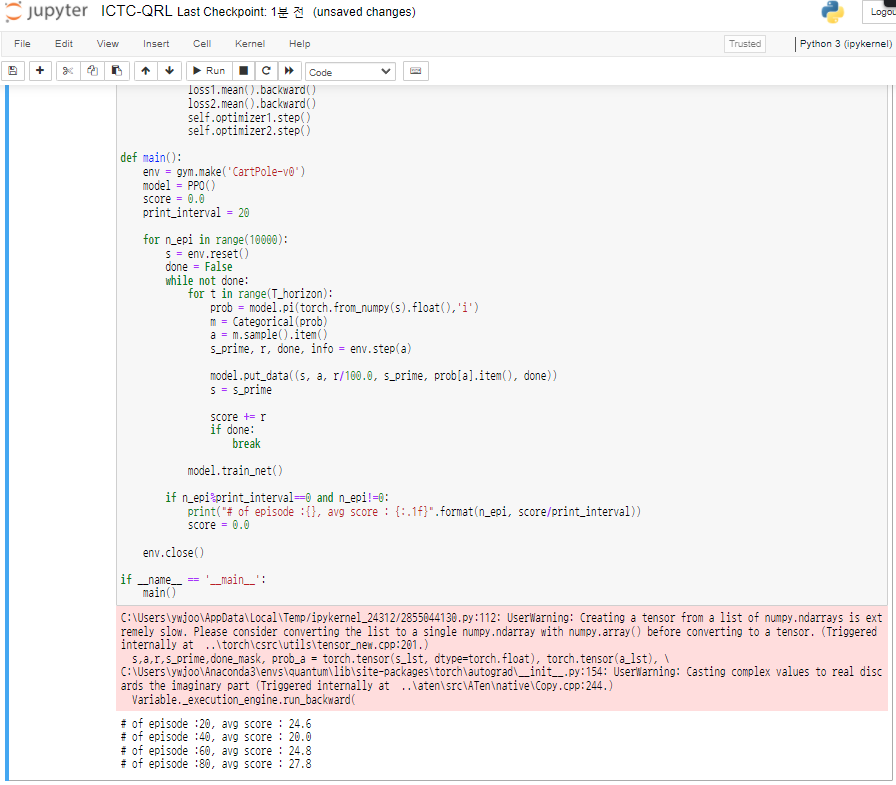 jupyter ICTC-QRL Last Checkpoint: 1분 전 (unsaved changes)
File Edit View Insert Cell Kernel Help Trusted Python 3 (ipykernel)
Run Code
loss1.mean().backward()
loss2.mean().backward()
self.optimizer1.step()
self.optimizer2.step()
def main():
env = gym.make('CartPole-v0')
model = PPO()
score = 0.0
print_interval = 20
for n_epi in range(10000):
s = env.reset()
done = False
while not done:
for t in range(T_horizon):
prob = model.pi(torch.from_numpy(s).float(),'i')
m = Categorical(prob)
a = m.sample().item()
s_prime, r, done, info = env.step(a)
model.put_data((s, a, r/100.0, s_prime, prob[a].item(), done))
s = s_prime
score += r
if done:
break
model.train_net()
if n_epi%print_interval==0 and n_epi!=0:
print("# of episode :{}, avg score : {:.1f}".format(n_epi, score/print_interval))
score = 0.0
env.close()
if __name__ == '__main__':
main()
C:\Users\ywjoo\AppData\Local\Temp/ipykernel_24312/2855044130.py:112: UserWarning: Creating a tensor from a list of numpy.ndarrays is ext
remely slow. Please consider converting the list to a single numpy.ndarray with numpy.array() before converting to a tensor. (Triggered
internally at ..\torch\csrc\utils\tensor_new.cpp:201.)
s,a,r,s_prime,done_mask, prob_a = torch.tensor(s_lst, dtype=torch.float), torch.tensor(a_lst), \
C:\Users\ywjoo\Anaconda3\envs\quantum\lib\site-packages\torch\autograd\__init__.py:154: UserWarning: Casting complex values to real disc
ards the imaginary part (Triggered internally at ..\aten\src\ATen\native\Copy.cpp:244.)
Variable._execution_engine.run_backward(
# of episode :20, avg score : 24.6
# of episode :40, avg score : 20.0
# of episode :60, avg score : 24.8
# of episode :80, avg score : 27.8